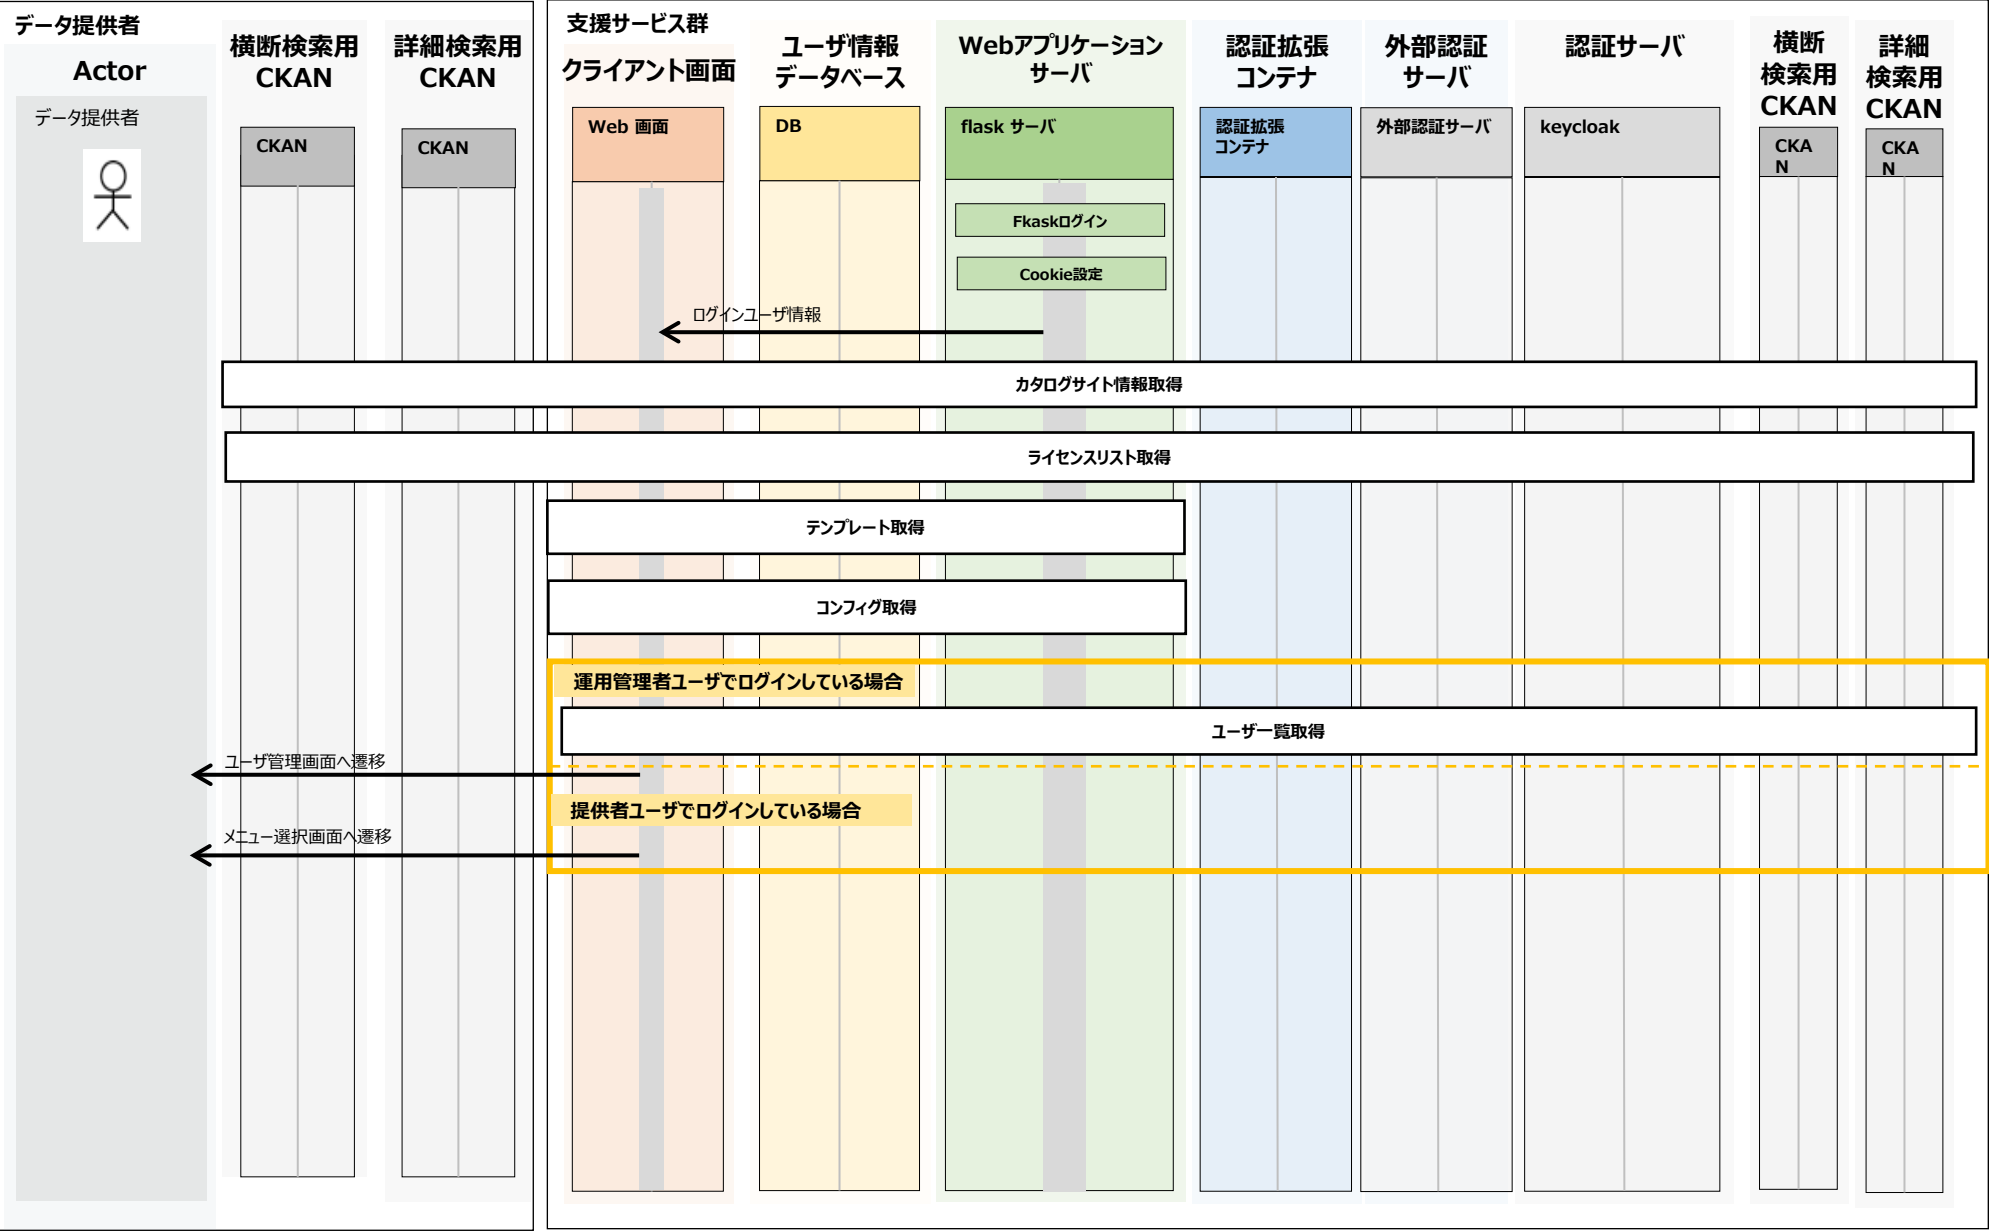 データ提供者
Actor
データ提供者
横断検索用
CKAN
CKAN
詳細検索用
CKAN
CKAN
支援サービス群
クライアント画面
Web 画面
ユーザ情報
データベース
DB
Webアプリケーション
サーバ
flask サーバ
認証拡張
コンテナ
認証拡張
コンテナ
外部認証
サーバ
外部認証サーバ
認証サーバ
keycloak
横断
検索用
CKAN
CKA
N
詳細
検索用
CKAN
CKA
N
Fkaskログイン
Cookie設定
ログインユーザ情報
カタログサイト情報取得
ライセンスリスト取得
テンプレート取得
コンフィグ取得
運用管理者ユーザでログインしている場合
ユーザ一覧取得
ユーザ管理画面へ遷移
提供者ユーザでログインしている場合
メニュー選択画面へ遷移